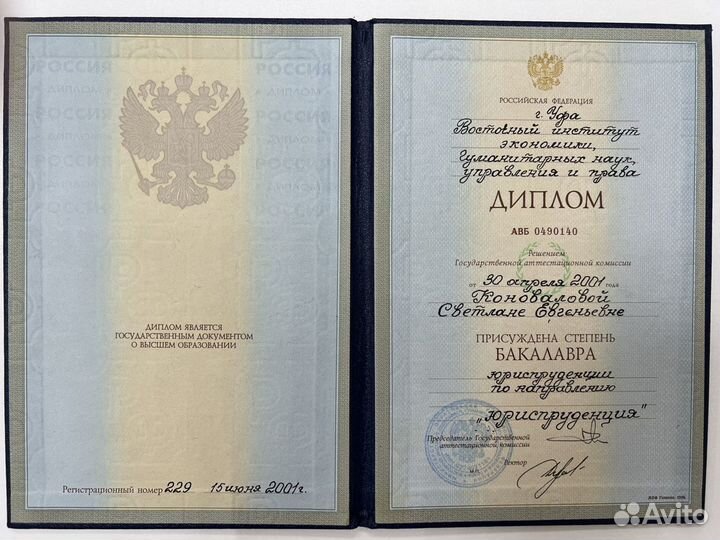 РОССИЯ
ДИПЛОМ
ДИПЛОМ ЯВЛЯЕТСЯ
ГОСУДАРСТВЕННЫМ ДОКУМЕНТОМ
О ВЫСШЕМ ОБРАЗОВАНИИ
Регистрационный номер 229 15 июня 2001г.
РОССИЙСКАЯ ФЕДЕРАЦИЯ
г. Уфа
Восточный институт
экономики,
гуманитарных наук,
управления и права
ДИПЛОМ
АВБ 0490140
Решением
Государственной аттестационной комиссии
от 30 апреля 2001 года
Коноваловой
Светлане Евгеньевне
ПРИСУЖДЕНА СТЕПЕНЬ
БАКАЛАВРА
юриспруденции
по направлению
"юриспруденция"
Председатель Государственной
аттестационной комиссии
Ректор
Avito